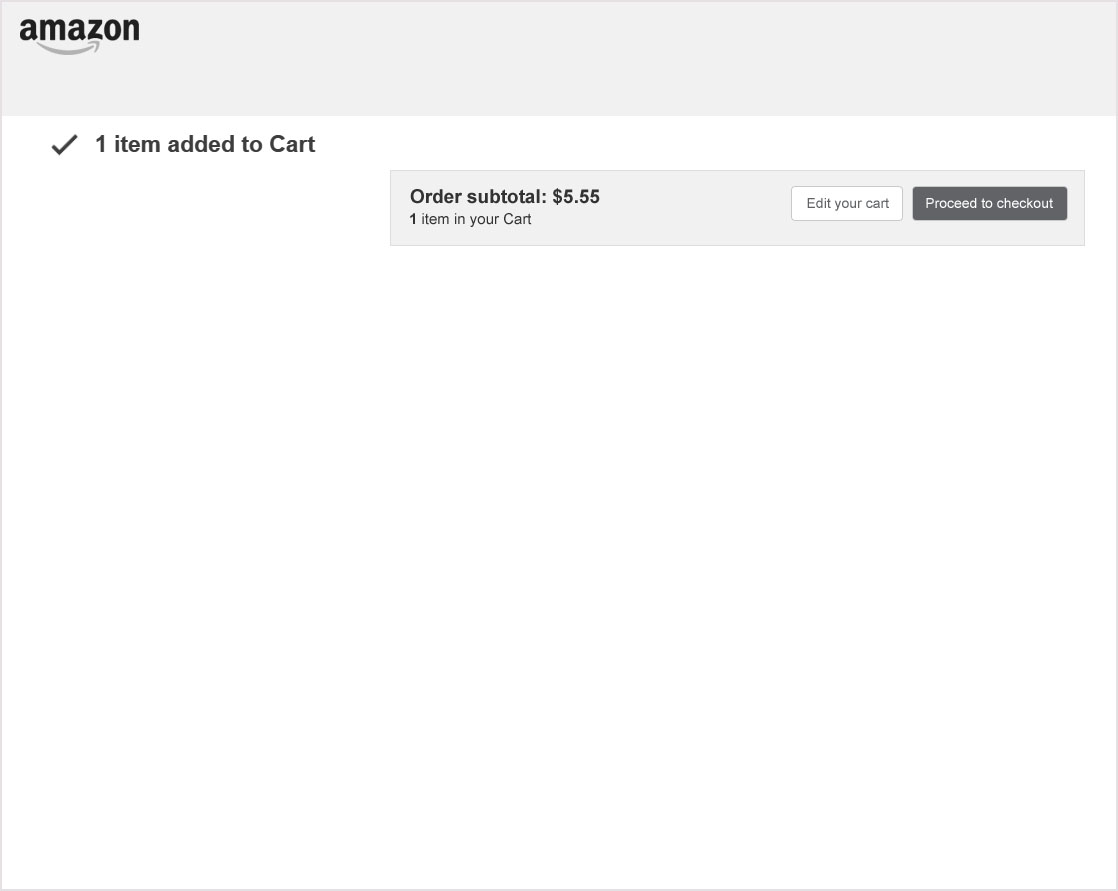 amazon
1 item added to Cart
Order subtotal: $5.55
1 item in your Cart
Edit your cart
Proceed to checkout